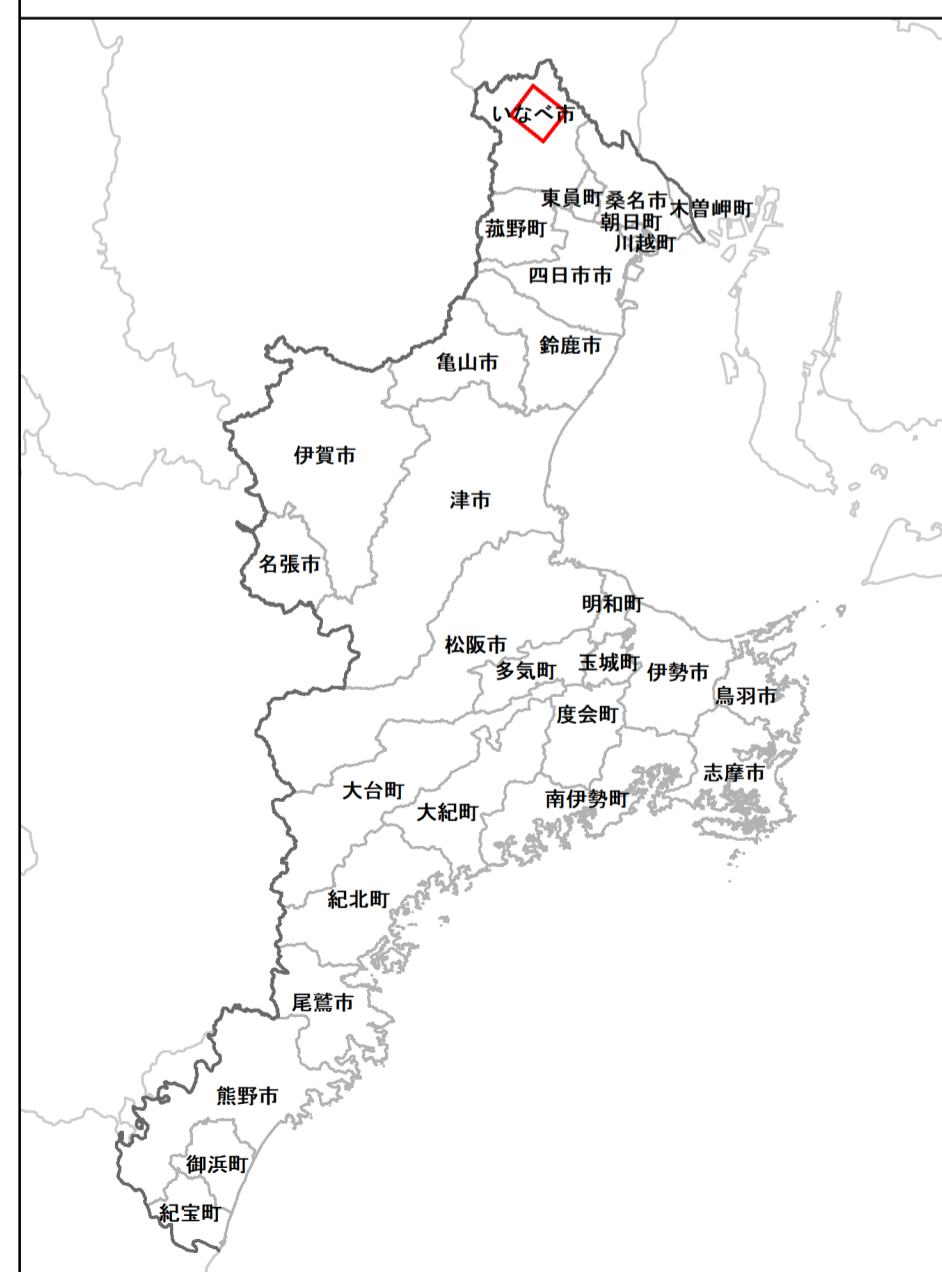 いなべ市
東員町
桑名市
木曽岬町
朝日町
菰野町
川越町
四日市市
鈴鹿市
亀山市
伊賀市
津市
名張市
明和町
松阪市
多気町
玉城町
伊勢市
鳥羽市
度会町
志摩市
大台町
南伊勢町
大紀町
紀北町
尾鷲市
熊野市
御浜町
紀宝町